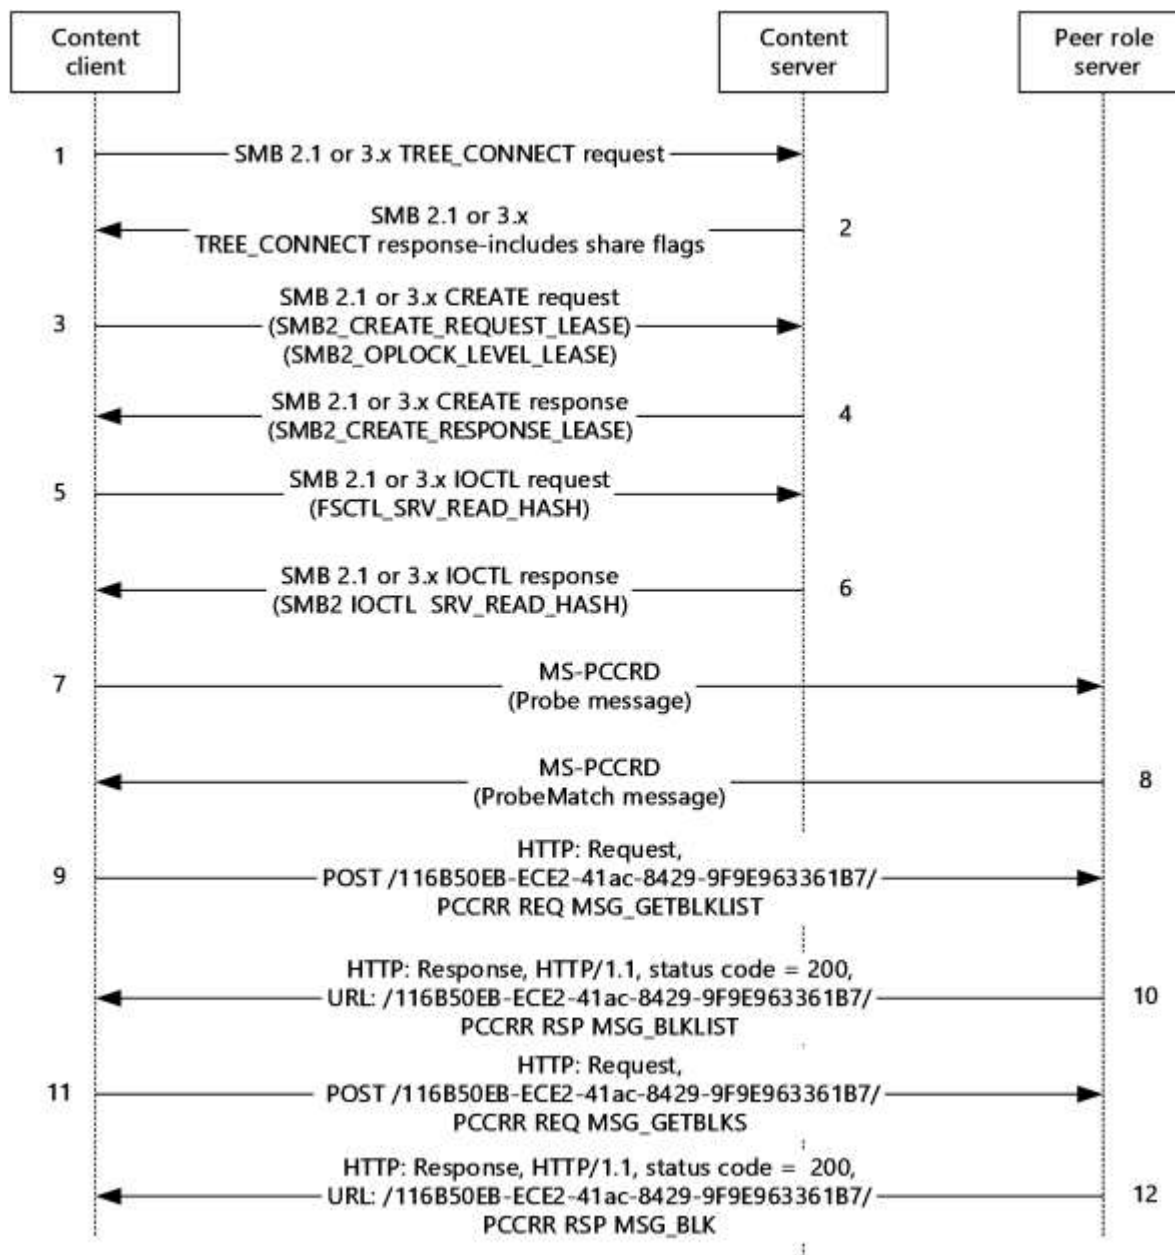 Content
client
Content
server
Peer role
server
1
SMB 2.1 or 3.x TREE_CONNECT request
SMB 2.1 or 3.x
TREE_CONNECT response-includes share flags
2
3
SMB 2.1 or 3.x CREATE request
(SMB2_CREATE_REQUEST_LEASE)
(SMB2_OPLOCK_LEVEL_LEASE)
SMB 2.1 or 3.x CREATE response
(SMB2_CREATE_RESPONSE_LEASE)
4
5
SMB 2.1 or 3.x IOCTL request
(FSCTL_SRV_READ_HASH)
SMB 2.1 or 3.x IOCTL response
(SMB2 IOCTL SRV_READ_HASH)
6
7
MS-PCCRD
(Probe message)
MS-PCCRD
(ProbeMatch message)
8
9
HTTP: Request,
POST /116B50EB-ECE2-41ac-8429-9F9E963361B7/
PCCRR REQ MSG_GETBLKLIST
HTTP: Response, HTTP/1.1, status code = 200,
URL: /116B50EB-ECE2-41ac-8429-9F9E963361B7/
PCCRR RSP MSG_BLKLIST
10
11
HTTP: Request,
POST /116B50EB-ECE2-41ac-8429-9F9E963361B7/
PCCRR REQ MSG_GETBLKS
HTTP: Response, HTTP/1.1, status code = 200,
URL: /116B50EB-ECE2-41ac-8429-9F9E963361B7/
PCCRR RSP MSG_BLK
12